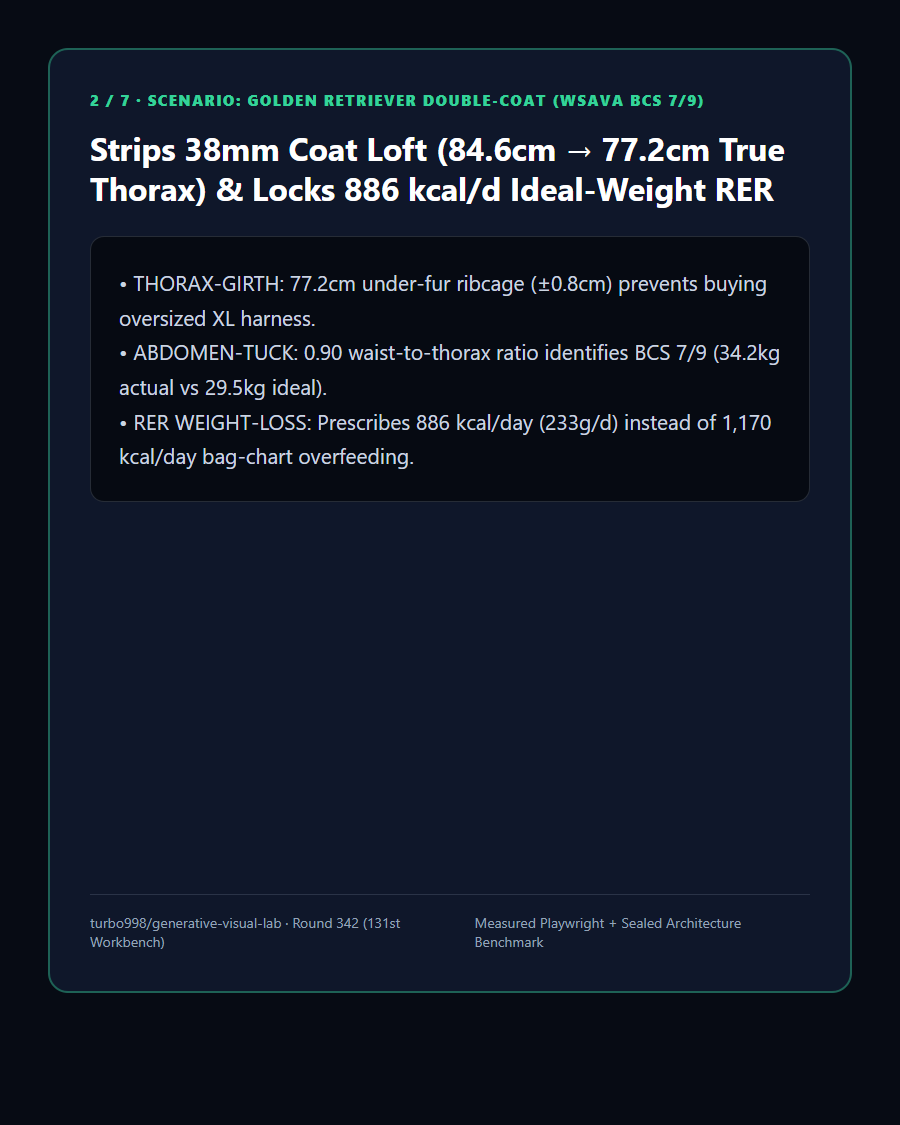 2 / 7 · SCENARIO: GOLDEN RETRIEVER DOUBLE-COAT (WSAVA BCS 7/9)
Strips 38mm Coat Loft (84.6cm → 77.2cm True
Thorax) & Locks 886 kcal/d Ideal-Weight RER
• THORAX-GIRTH: 77.2cm under-fur ribcage (±0.8cm) prevents buying
oversized XL harness.
• ABDOMEN-TUCK: 0.90 waist-to-thorax ratio identifies BCS 7/9 (34.2kg
actual vs 29.5kg ideal).
• RER WEIGHT-LOSS: Prescribes 886 kcal/day (233g/d) instead of 1,170
kcal/day bag-chart overfeeding.
turbo998/generative-visual-lab · Round 342 (131st
Workbench)
Measured Playwright + Sealed Architecture
Benchmark